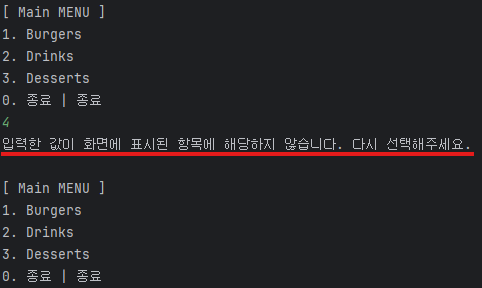 [ Main MENU ]
1. Burgers
2. Drinks
3. Desserts
0. 종료 | 종료
4
입력한 값이 화면에 표시된 항목에 해당하지 않습니다. 다시 선택해주세요.
[ Main MENU ]
1. Burgers
2. Drinks
3. Desserts
0. 종료 | 종료